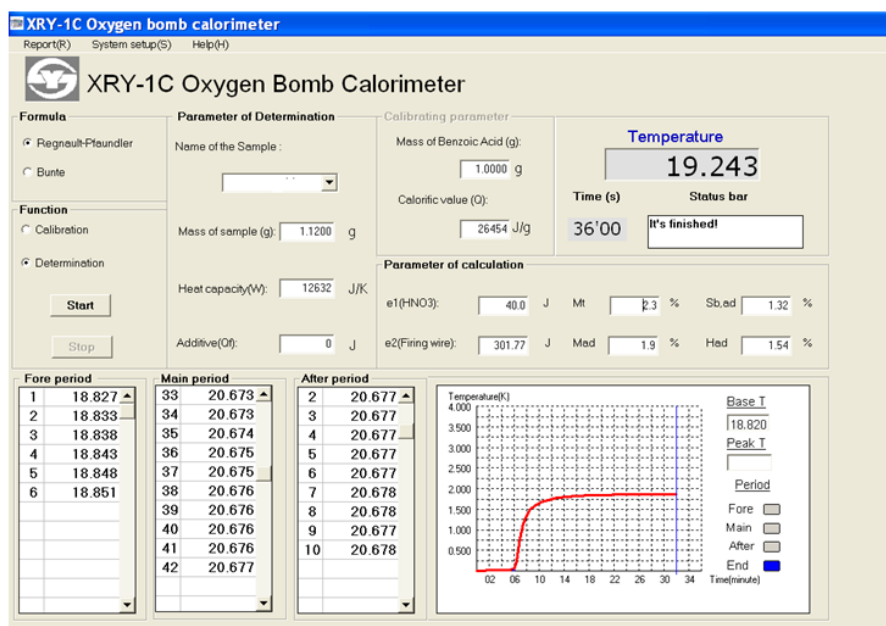 XRY-1C Oxygen bomb calorimeter
Report(R) System setup(S) Help(H)
XRY-1C Oxygen Bomb Calorimeter
Formula
Regnault-Pfaundler
Bunte
Function
Calibration
Determination
Start
Stop
Parameter of Determination
Name of the Sample :
Mass of sample (g): 1.1200 g
Heat capacity(W): 12632 J/K
Additive(Qf): 0 J
Calibrating parameter
Mass of Benzoic Acid (g):
1.0000 g
Calorific value (Q):
26454 J/g
Temperature
19.243
Time (s) Status bar
36'00 It's finished!
Parameter of calculation
e1(HNO3): 40.0 J Mt 2.3 % Sb,ad 1.32 %
e2(Firing wire): 301.77 J Mad 1.9 % Had 1.54 %
Fore period
1 18.827
2 18.833
3 18.838
4 18.843
5 18.848
6 18.851
Main period
33 20.673
34 20.673
35 20.674
36 20.675
37 20.675
38 20.676
39 20.676
40 20.676
41 20.676
42 20.677
After period
2 20.677
3 20.677
4 20.677
5 20.677
6 20.677
7 20.678
8 20.678
9 20.677
10 20.678
Temperature(K)
4.000
3.500
3.000
2.500
2.000
1.500
1.000
0.500
02 06 10 14 18 22 26 30 34 Time(minute)
Base T
18.820
Peak T
Period
Fore
Main
After
End